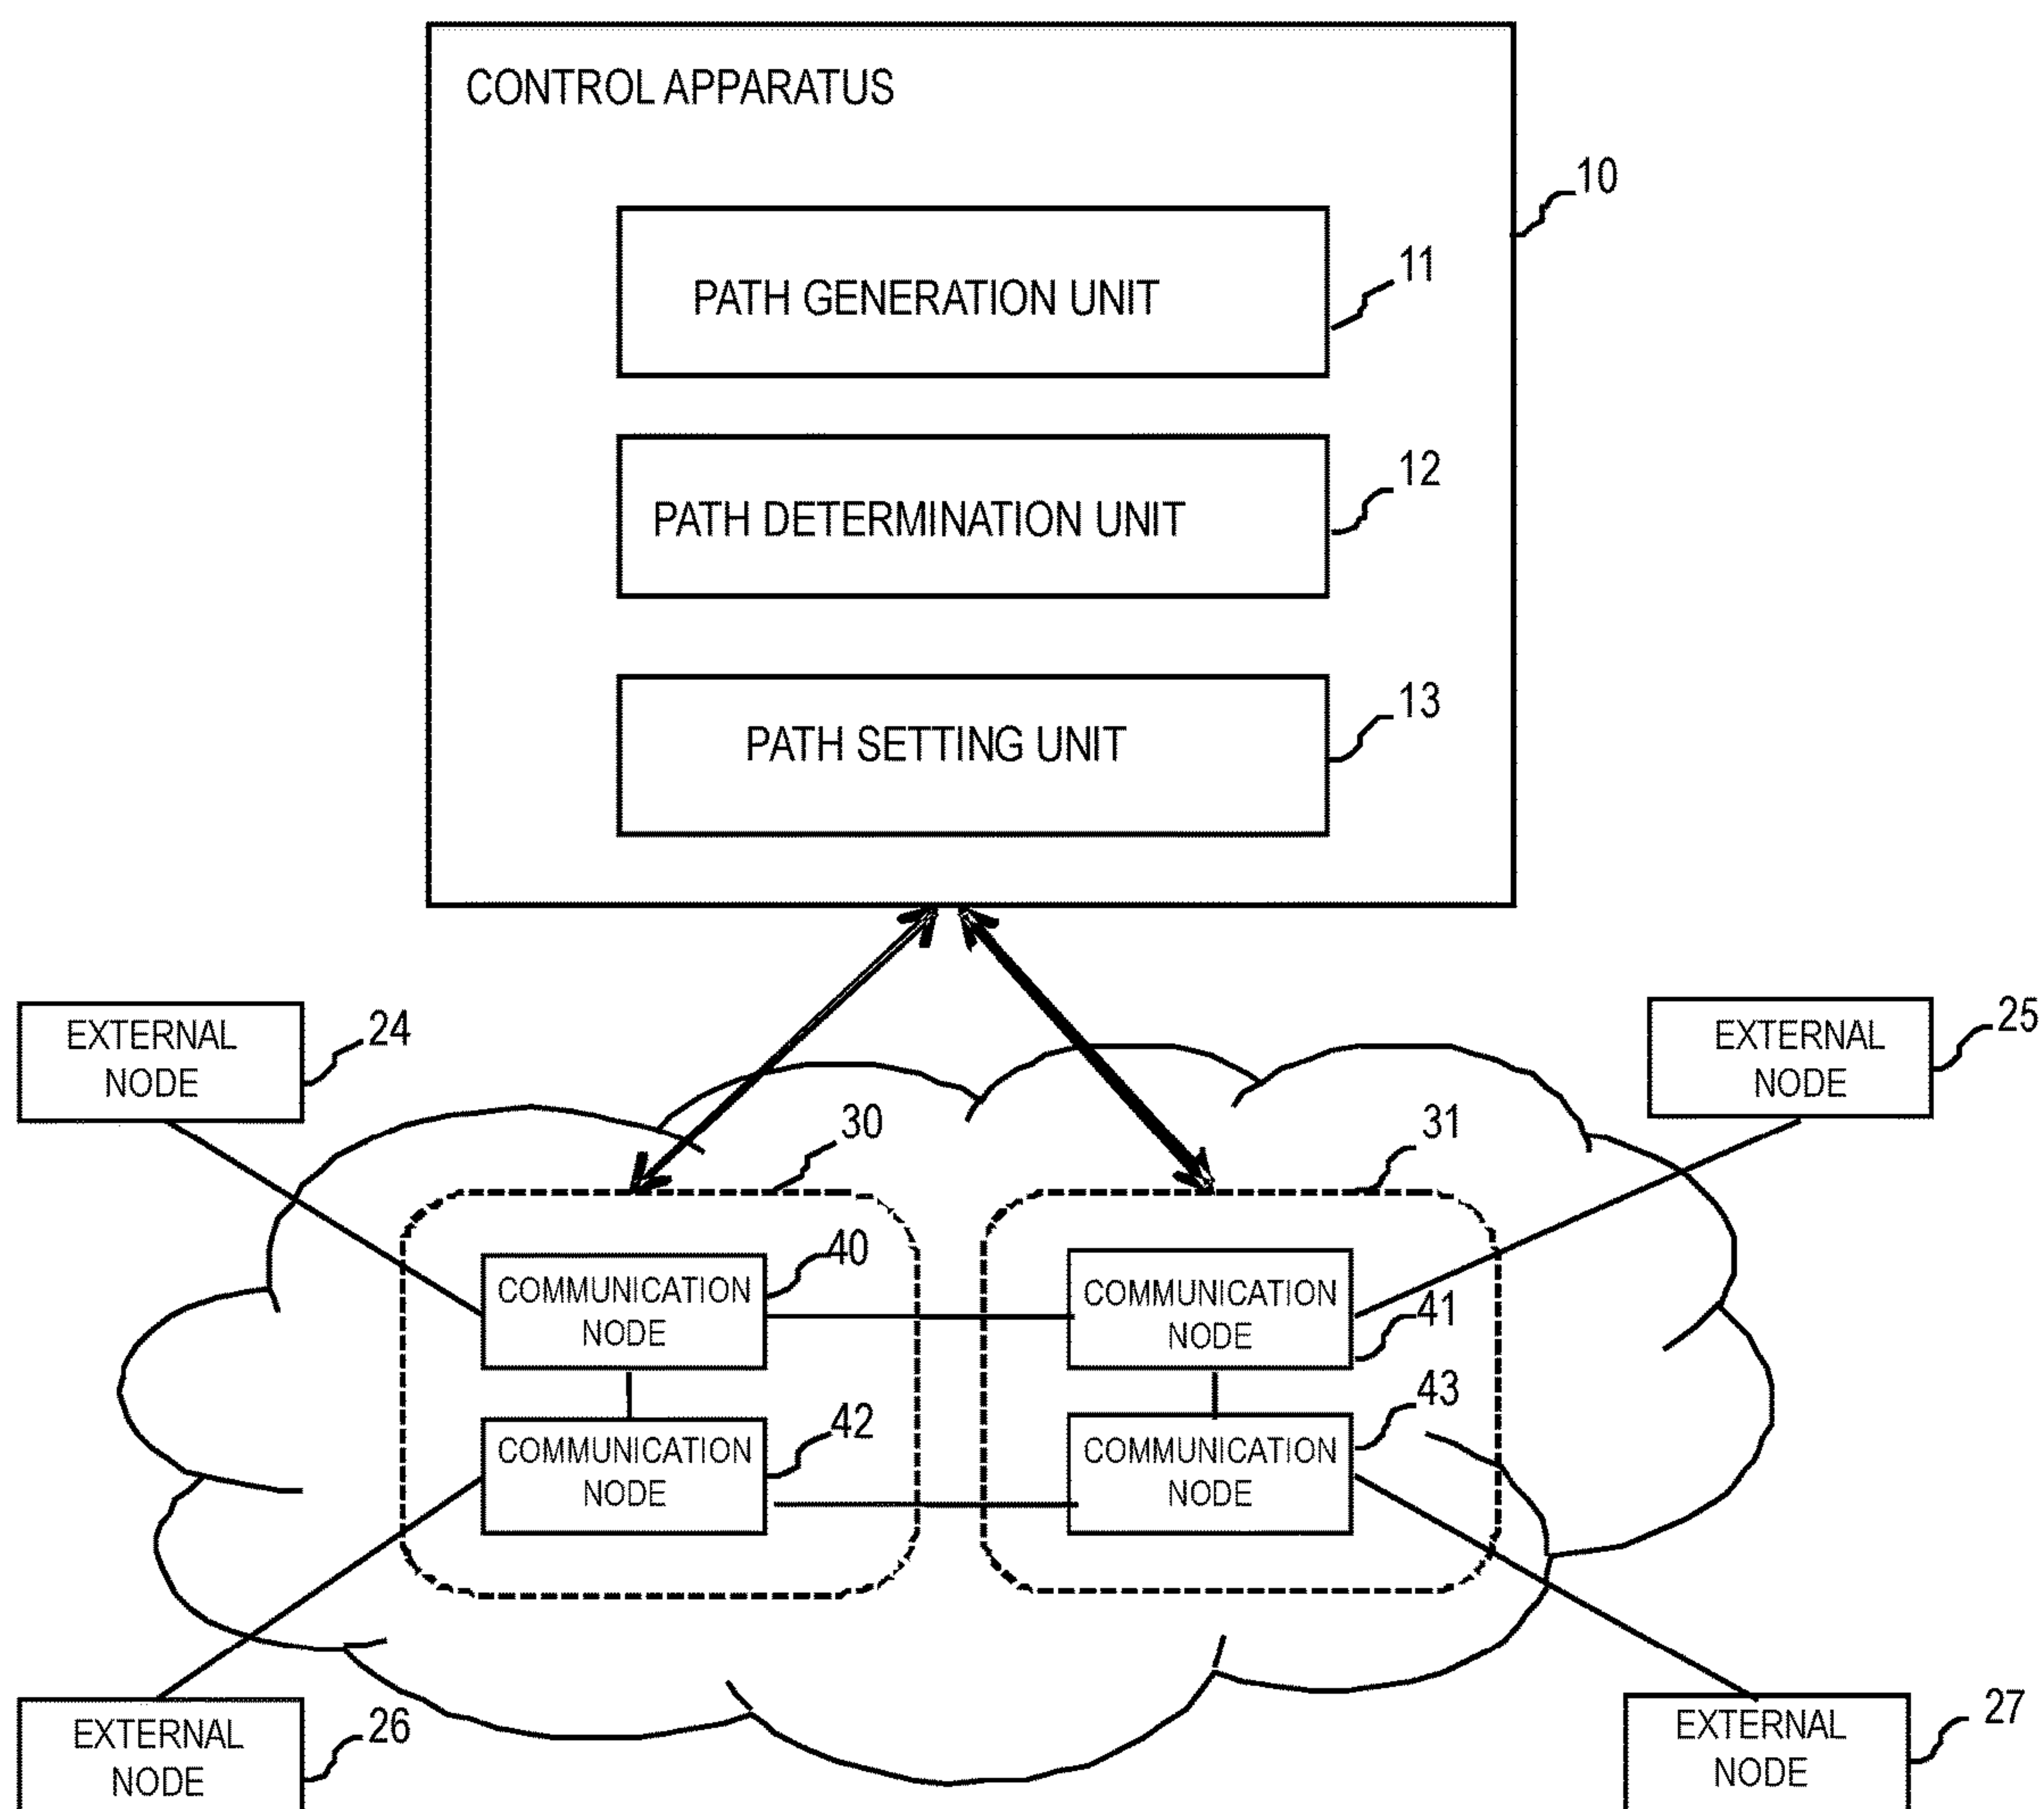 CONTROL APPARATUS
10
PATH GENERATION UNIT
11
PATH DETERMINATION UNIT
12
PATH SETTING UNIT
13
EXTERNAL
NODE
24
EXTERNAL
NODE
25
30
31
COMMUNICATION
NODE
40
COMMUNICATION
NODE
41
COMMUNICATION
NODE
42
COMMUNICATION
NODE
43
EXTERNAL
NODE
26
EXTERNAL
NODE
27